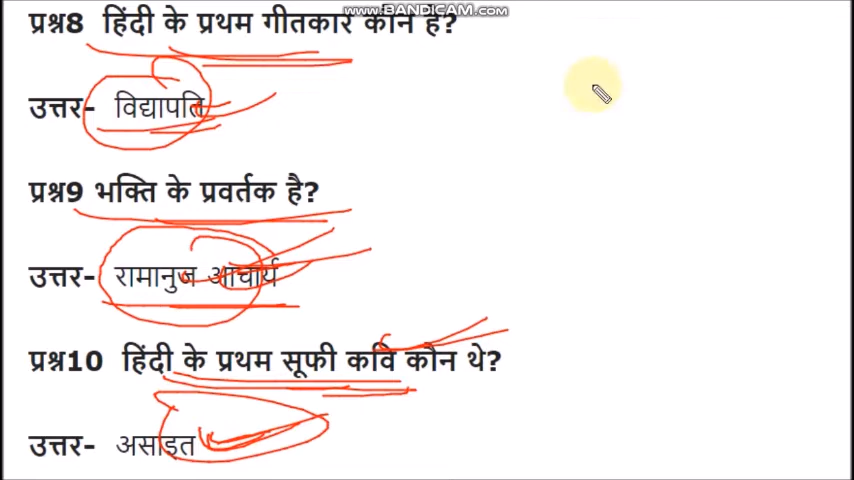 www.BANDICAM.com
प्रश्न8 हिंदी के प्रथम गीतकार कौन है?
उत्तर- विद्यापति
प्रश्न9 भक्ति के प्रवर्तक है?
उत्तर- रामानुज आचार्य
प्रश्न10 हिंदी के प्रथम सूफी कवि कौन थे?
उत्तर- असाइत